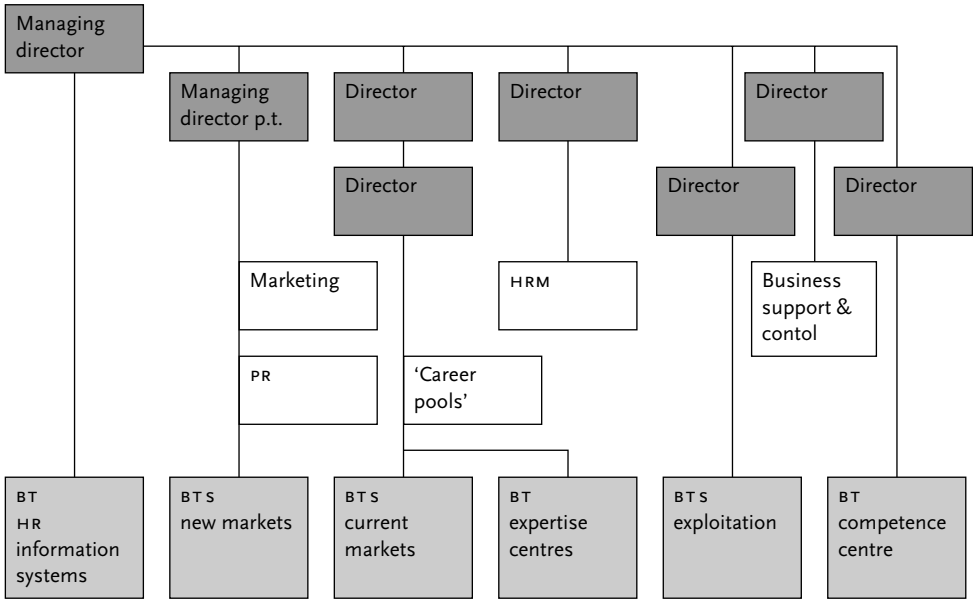 Managing
director
Managing
director p.t.
Director
Director
Director
Director
Director
Director
Marketing
HRM
Business
support &
contol
PR
‘Career
pools’
BT
HR
information
systems
BTS
new markets
BTS
current
markets
BT
expertise
centres
BTS
exploitation
BT
competence
centre